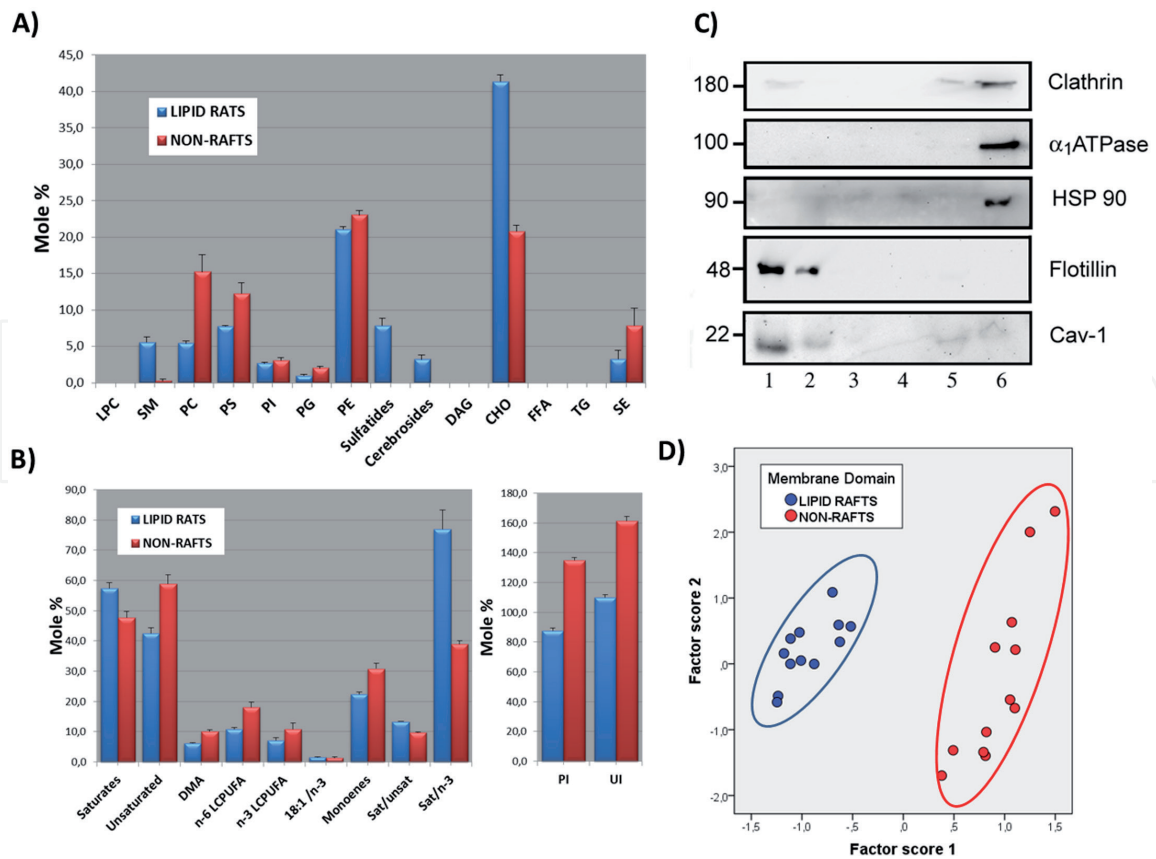 A)
45,0
40,0
35,0
30,0
25,0
20,0
15,0
10,0
5,0
0,0
Mole %
LIPID RATS
NON-RAFTS
LPC
SM
PC
PS
PI
PG
PE
Sulfatides
Cerebrosides
DAG
CHO
FFA
TG
SE
B)
90,0
80,0
70,0
60,0
50,0
40,0
30,0
20,0
10,0
0,0
Mole %
LIPID RATS
NON-RAFTS
Saturates
Unsaturated
DMA
n-6 LCPUFA
n-3 LCPUFA
18:1 /n-3
Monoenes
Sat/unsat
Sat/n-3
180,0
160,0
140,0
120,0
100,0
80,0
60,0
40,0
20,0
0,0
Mole %
PI
UI
C)
180 Clathrin
100 α₁ATPase
90 HSP 90
48 Flotillin
22 Cav-1
1 2 3 4 5 6
D)
3,0
2,0
1,0
,0
-1,0
-2,0
Factor score 2
Membrane Domain
LIPID RAFTS
NON-RAFTS
-1,5 -1,0 -,5 ,0 ,5 1,0 1,5
Factor score 1